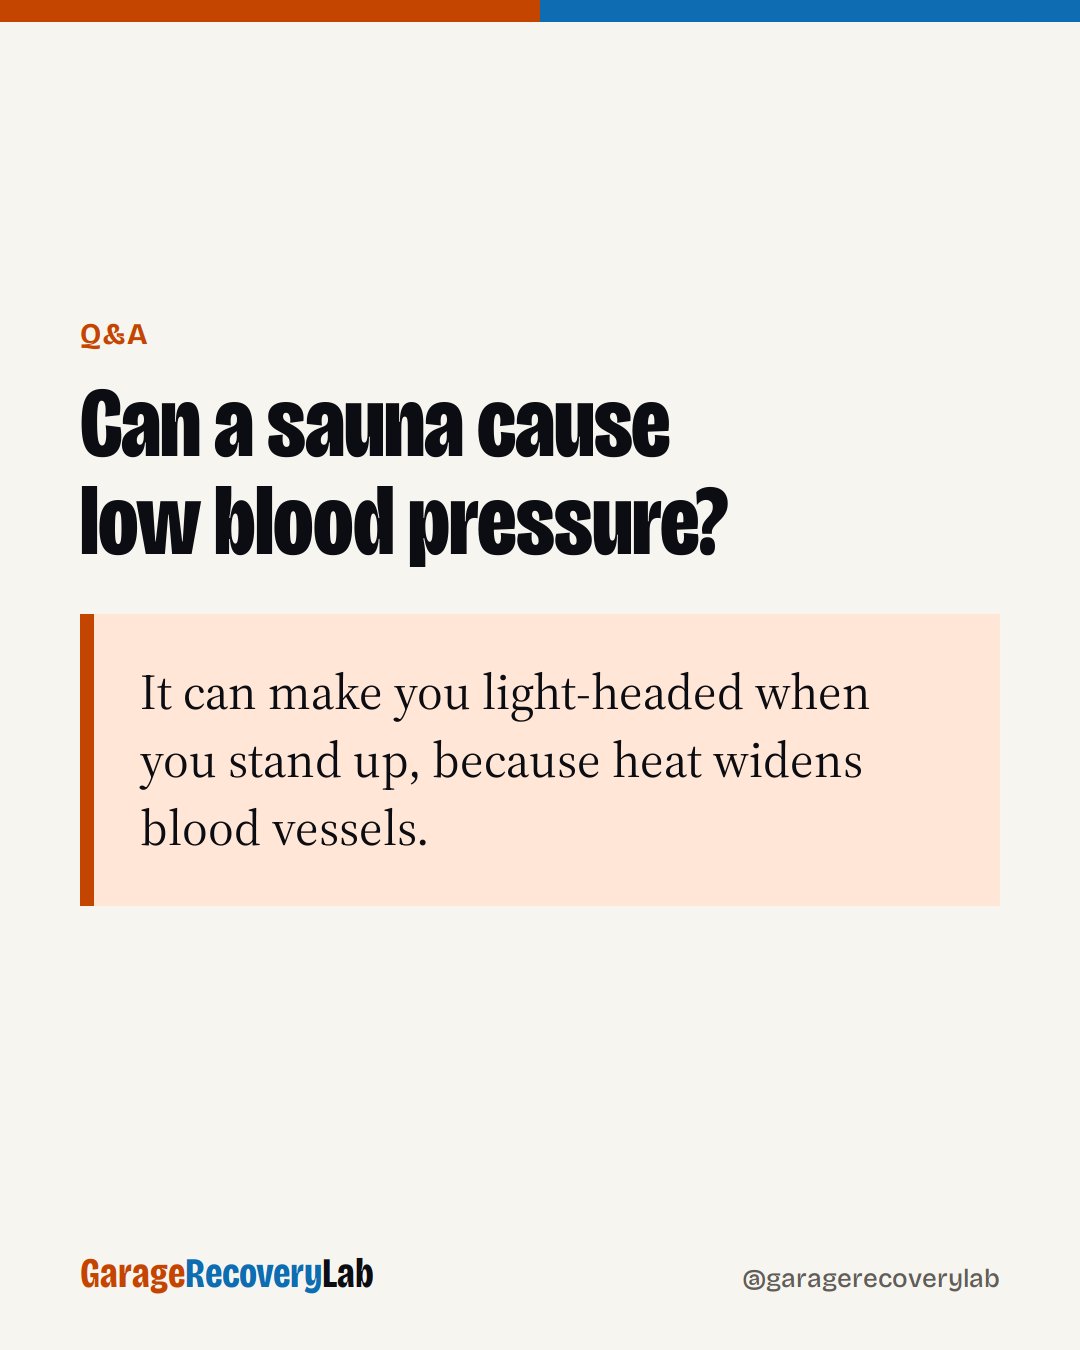 Q&A
Can a sauna cause
low blood pressure?
It can make you light-headed when
you stand up, because heat widens
blood vessels.
GarageRecoveryLab
@garagerecoverylab